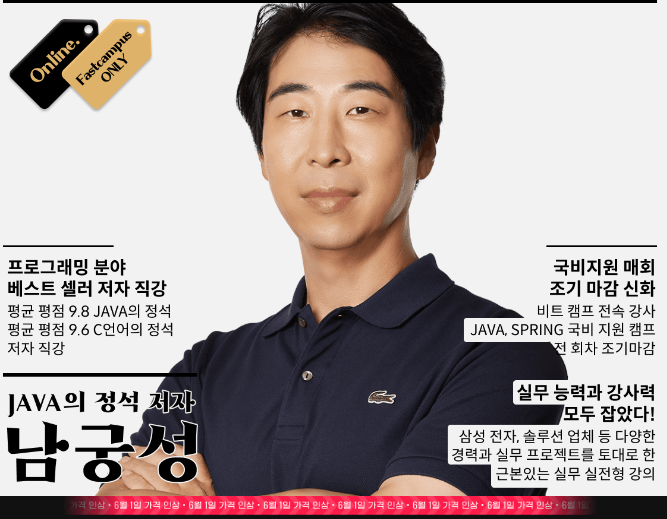 Online.
Fastcampus
ONLY
프로그래밍 분야
베스트 셀러 저자 직강
평균 평점 9.8 JAVA의 정석
평균 평점 9.6 C언어의 정석
저자 직강
국비지원 매회
조기 마감 신화
비트 캠프 전속 강사
JAVA, SPRING 국비 지원 캠프
전 회차 조기마감
JAVA의 정석 저자
남궁성
실무 능력과 강사력
모두 잡았다!
삼성 전자, 솔루션 업체 등 다양한
경력과 실무 프로젝트를 토대로 한
근본있는 실무 실전형 강의
가격 인상 • 6월 1일 가격 인상 • 6월 1일 가격 인상 • 6월 1일 가격 인상 • 6월 1일 가격 인상 • 6월 1일 가격 인상 • 6월 1일 가격 인상 • 6월 1일